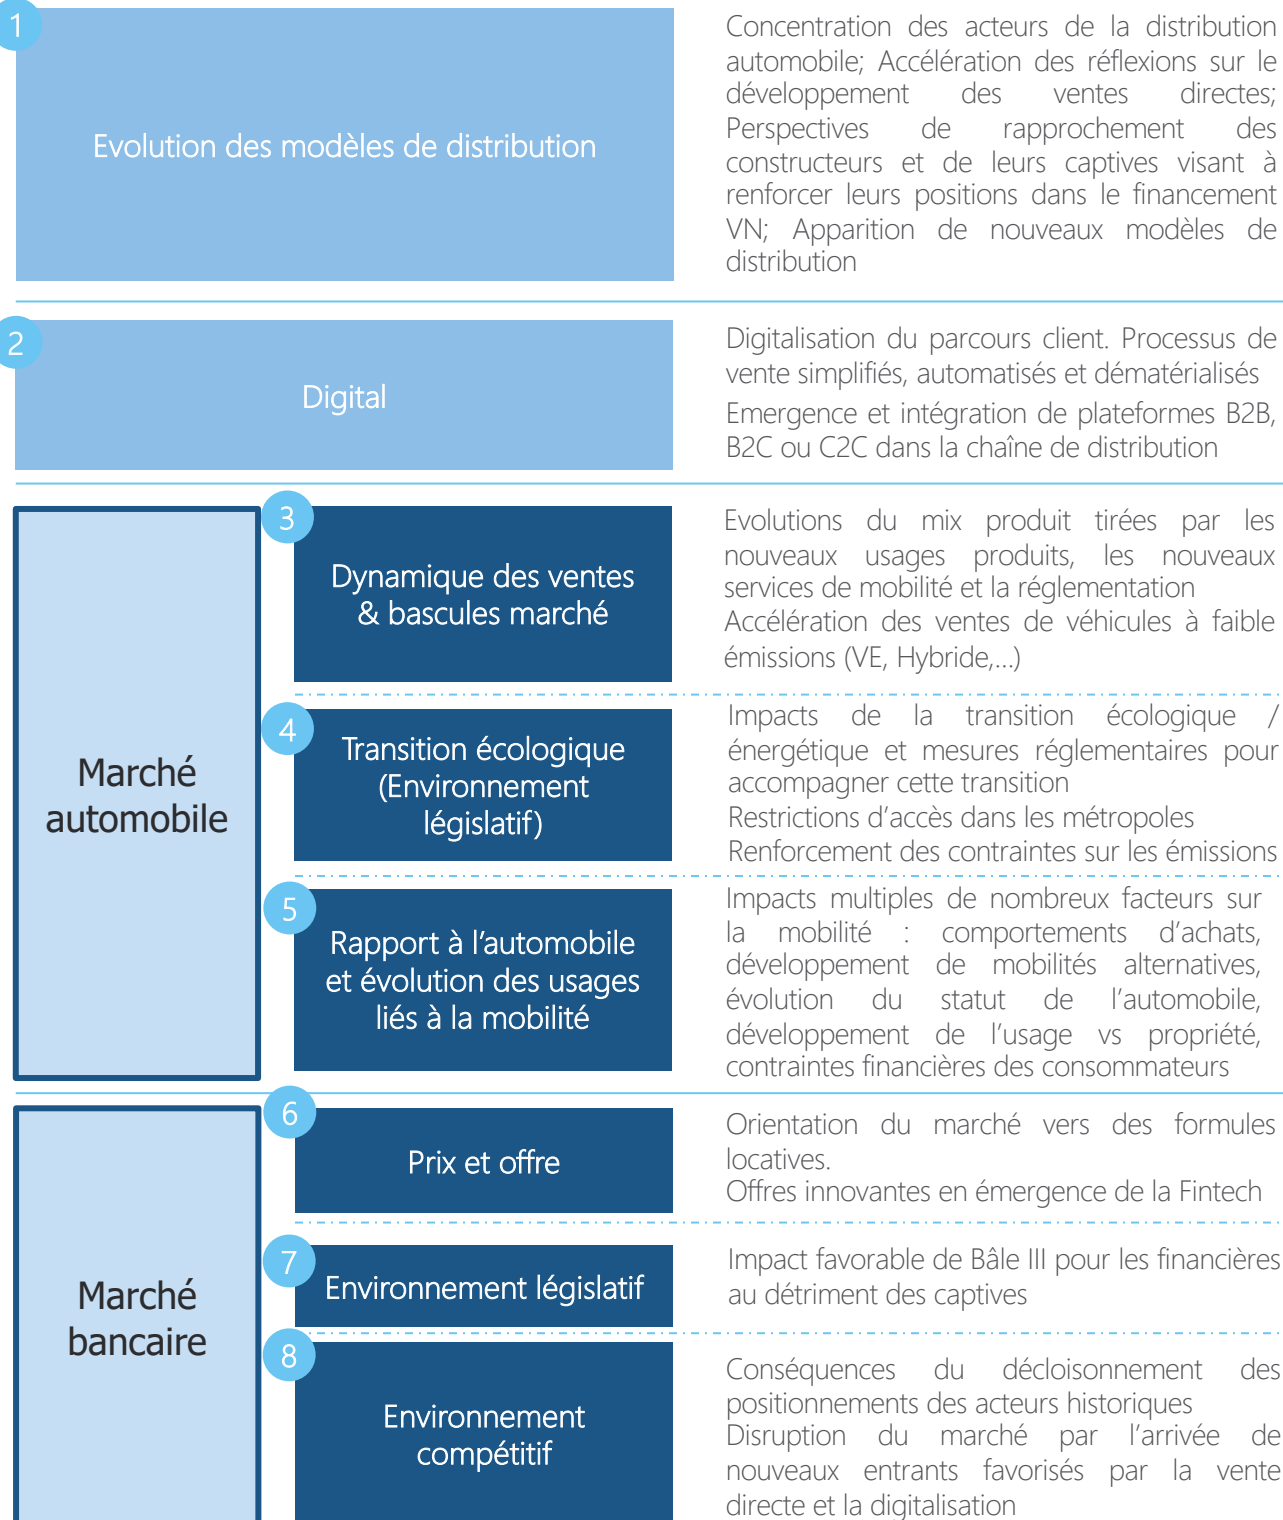 1
Evolution des modèles de distribution
Concentration des acteurs de la distribution
automobile; Accélération des réflexions sur le
développement des ventes directes;
Perspectives de rapprochement des
constructeurs et de leurs captives visant à
renforcer leurs positions dans le financement
VN; Apparition de nouveaux modèles de
distribution
2
Digital
Digitalisation du parcours client. Processus de
vente simplifiés, automatisés et dématérialisés
Emergence et intégration de plateformes B2B,
B2C ou C2C dans la chaîne de distribution
Marché
automobile
3
Dynamique des ventes
& bascules marché
Evolutions du mix produit tirées par les
nouveaux usages produits, les nouveaux
services de mobilité et la réglementation
Accélération des ventes de véhicules à faible
émissions (VE, Hybride,...)
4
Transition écologique
(Environnement
législatif)
Impacts de la transition écologique /
énergétique et mesures réglementaires pour
accompagner cette transition
Restrictions d’accès dans les métropoles
Renforcement des contraintes sur les émissions
5
Rapport à l’automobile
et évolution des usages
liés à la mobilité
Impacts multiples de nombreux facteurs sur
la mobilité : comportements d’achats,
développement de mobilités alternatives,
évolution du statut de l’automobile,
développement de l’usage vs propriété,
contraintes financières des consommateurs
Marché
bancaire
6
Prix et offre
Orientation du marché vers des formules
locatives.
Offres innovantes en émergence de la Fintech
7
Environnement législatif
Impact favorable de Bâle III pour les financières
au détriment des captives
8
Environnement
compétitif
Conséquences du décloisonnement des
positionnements des acteurs historiques
Disruption du marché par l’arrivée de
nouveaux entrants favorisés par la vente
directe et la digitalisation